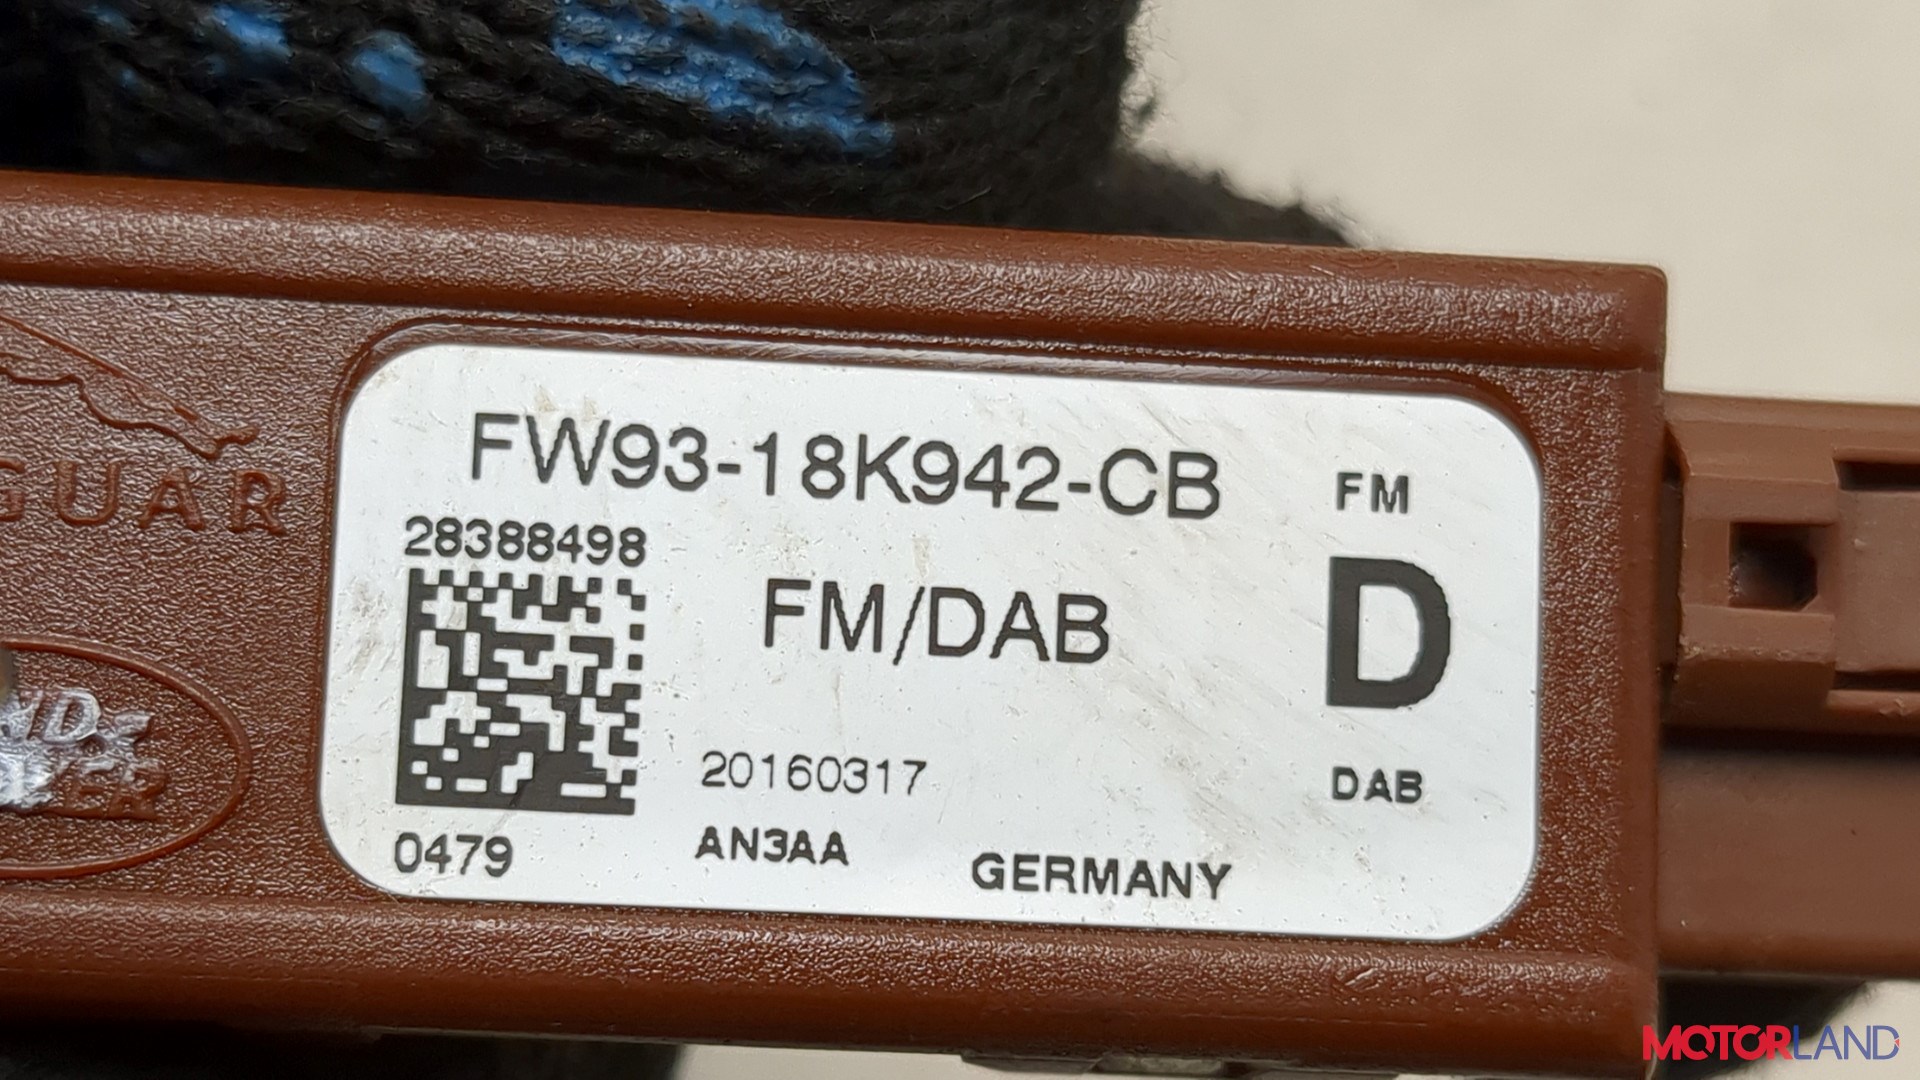 FW93-18K942-CB
FM
28388498
FM/DAB
D
20160317
DAB
0479
AN3AA
GERMANY
GUAR
MOTORLAND